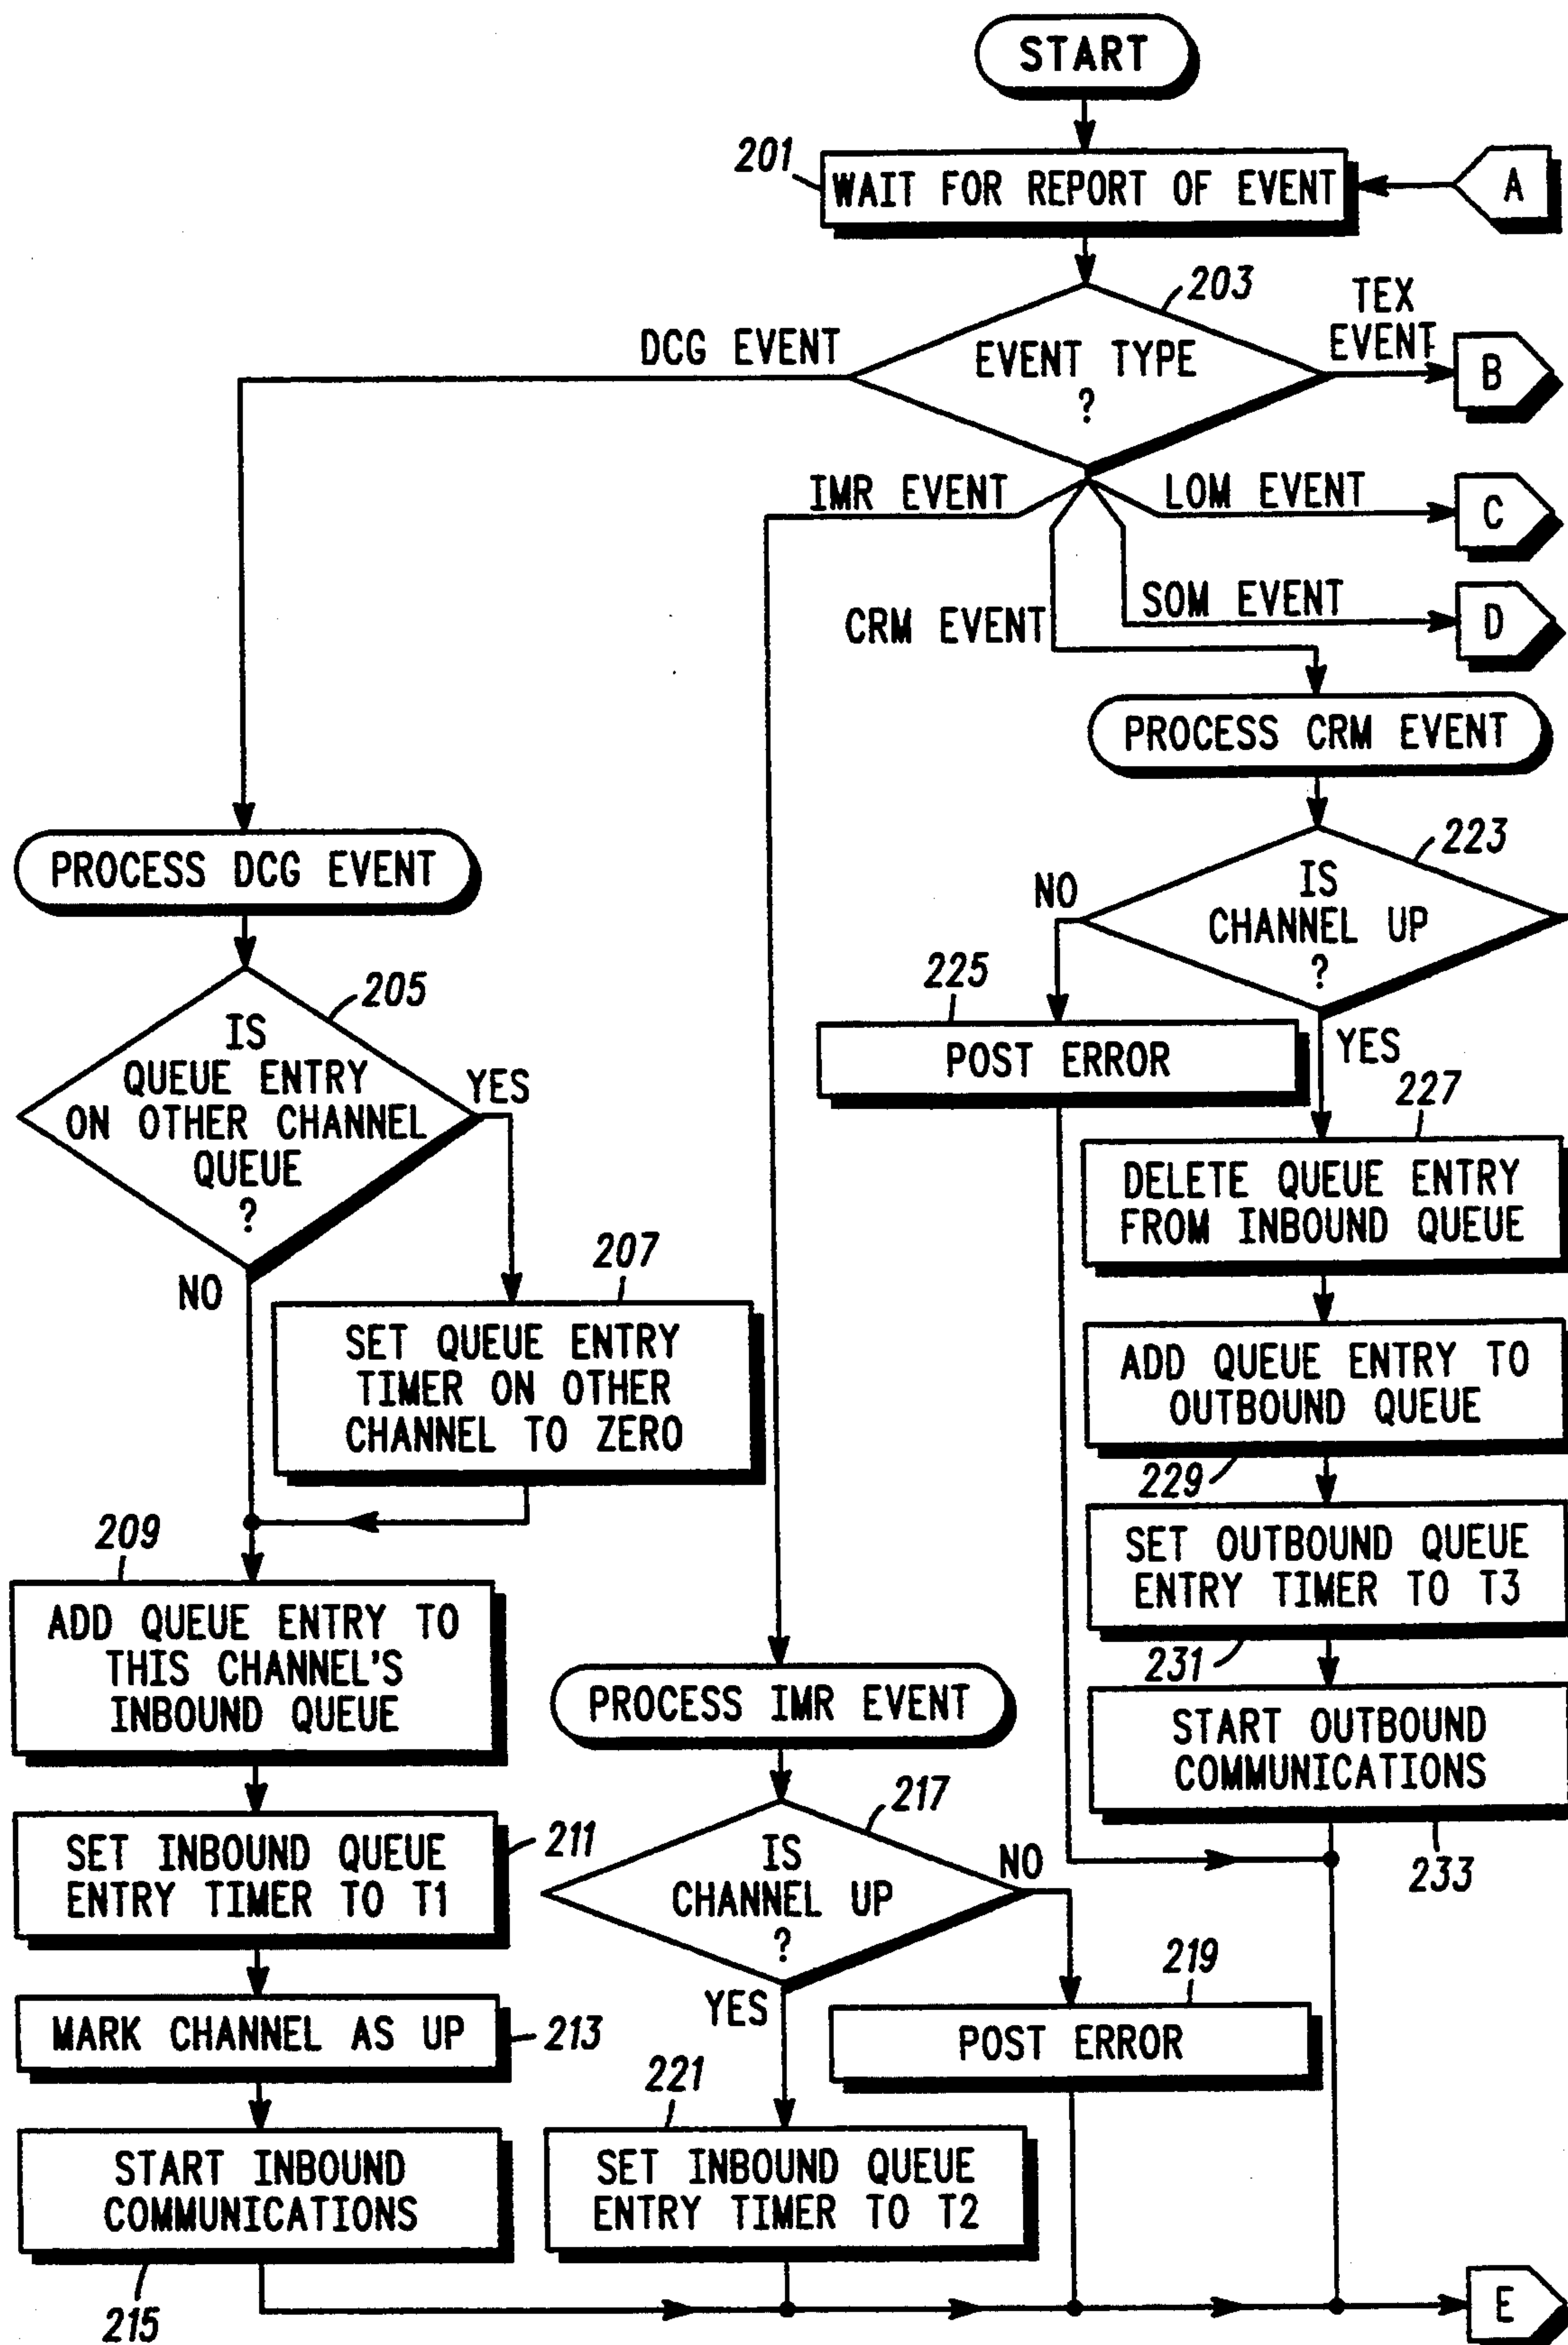 START
201
WAIT FOR REPORT OF EVENT
A
203
DCG EVENT
EVENT TYPE
?
TEX
EVENT
B
IMR EVENT
LOM EVENT
C
CRM EVENT
SOM EVENT
D
PROCESS CRM EVENT
PROCESS DCG EVENT
223
IS
CHANNEL UP
?
NO
YES
225
POST ERROR
205
IS
QUEUE ENTRY
ON OTHER CHANNEL
QUEUE
?
YES
NO
227
DELETE QUEUE ENTRY
FROM INBOUND QUEUE
207
SET QUEUE ENTRY
TIMER ON OTHER
CHANNEL TO ZERO
ADD QUEUE ENTRY TO
OUTBOUND QUEUE
229
209
ADD QUEUE ENTRY TO
THIS CHANNEL'S
INBOUND QUEUE
SET OUTBOUND QUEUE
ENTRY TIMER TO T3
231
PROCESS IMR EVENT
START OUTBOUND
COMMUNICATIONS
233
SET INBOUND QUEUE
ENTRY TIMER TO T1
211
217
IS
CHANNEL UP
?
NO
YES
MARK CHANNEL AS UP
213
219
POST ERROR
221
START INBOUND
COMMUNICATIONS
215
SET INBOUND QUEUE
ENTRY TIMER TO T2
E